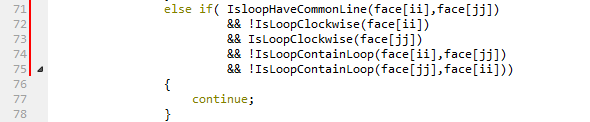 71 else if( IsloopHaveCommonLine(face[ii],face[jj])
72 && !IsLoopClockwise(face[ii])
73 && IsLoopClockwise(face[jj])
74 && !IsLoopContainLoop(face[ii],face[jj])
75 && !IsLoopContainLoop(face[jj],face[ii]))
76 {
77 continue;
78 }